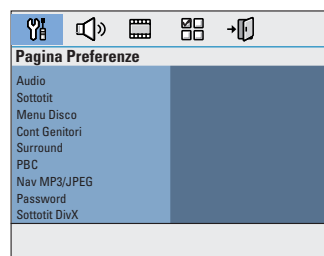 Pagina Preferenze
Audio
Sottotit
Menu Disco
Cont Genitori
Surround
PBC
Nav MP3/JPEG
Password
Sottotit DivX